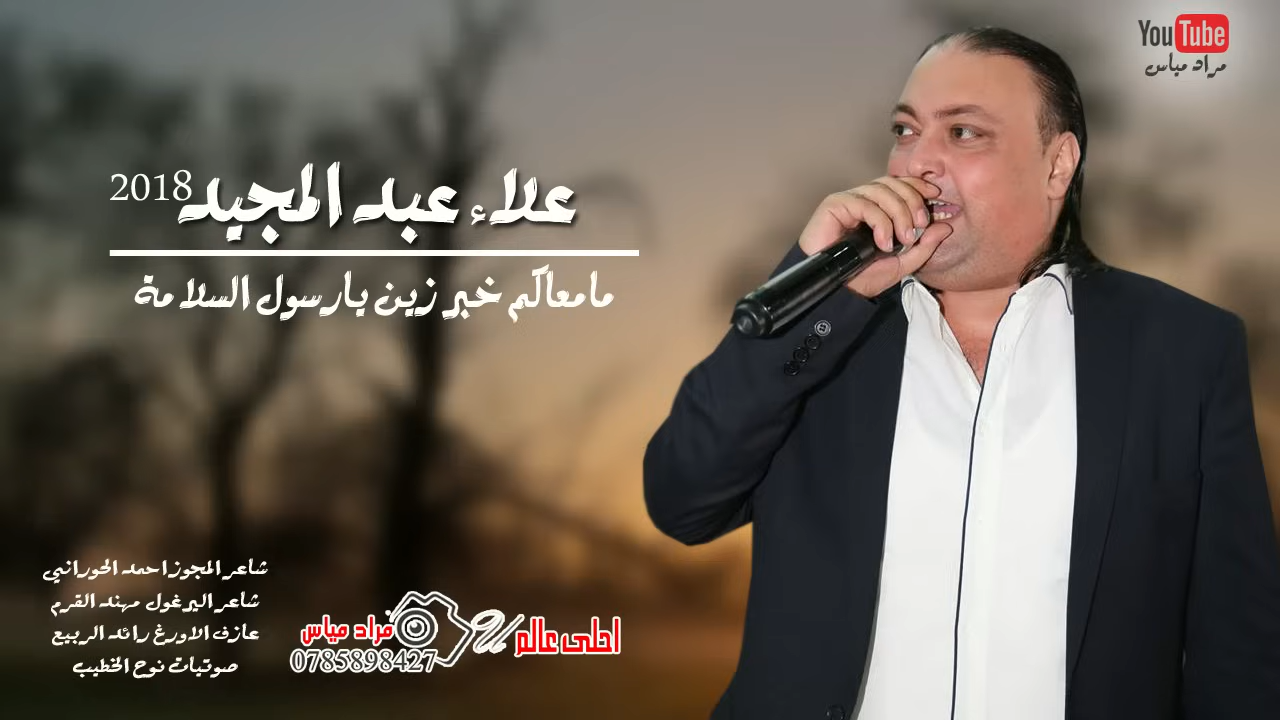 YouTube
مراد مياس
علاء عبد المجيد 2018
مامعاكم خبر زين يارسول السلامة
شاعر المجوز احمد الحوراني
شاعر اليرغول مهند القرم
عازف الاورغ رائد الربيع
صوتيات نوح الخطيب
احلى عالم
مراد مياس
0785898427